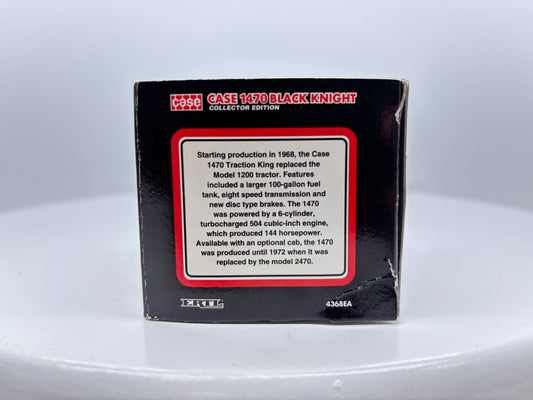 case CASE 1470 BLACK KNIGHT
COLLECTOR EDITION
Starting production in 1968, the Case
1470 Traction King replaced the
Model 1200 tractor. Features
included a larger 100-gallon fuel
tank, eight speed transmission and
new disc type brakes. The 1470
was powered by a 6-cylinder,
turbocharged 504 cubic-inch engine,
which produced 144 horsepower.
Available with an optional cab, the 1470
was produced until 1972 when it was
replaced by the model 2470.
ERTL 4368EA